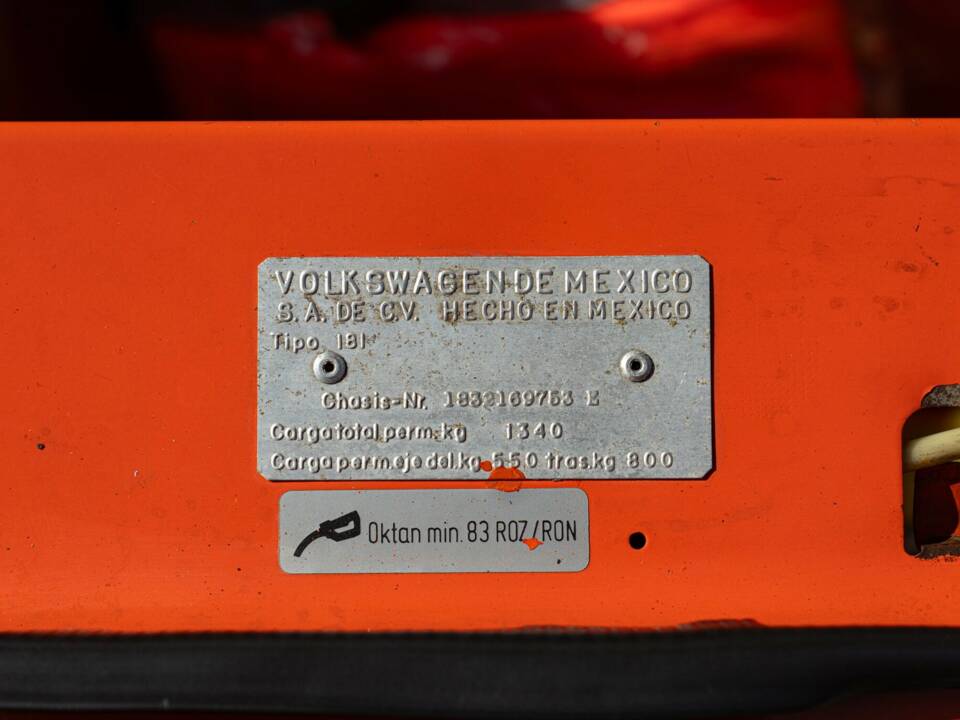 VOLKSWAGEN DE MEXICO
S.A. DE C.V. HECHO EN MEXICO
Tipo 181
Chasis-Nr. 1832169753 E
Carga total perm. kg 1340
Carga perm. eje del. kg 550 tras. kg 800
Oktan min. 83 ROZ/RON